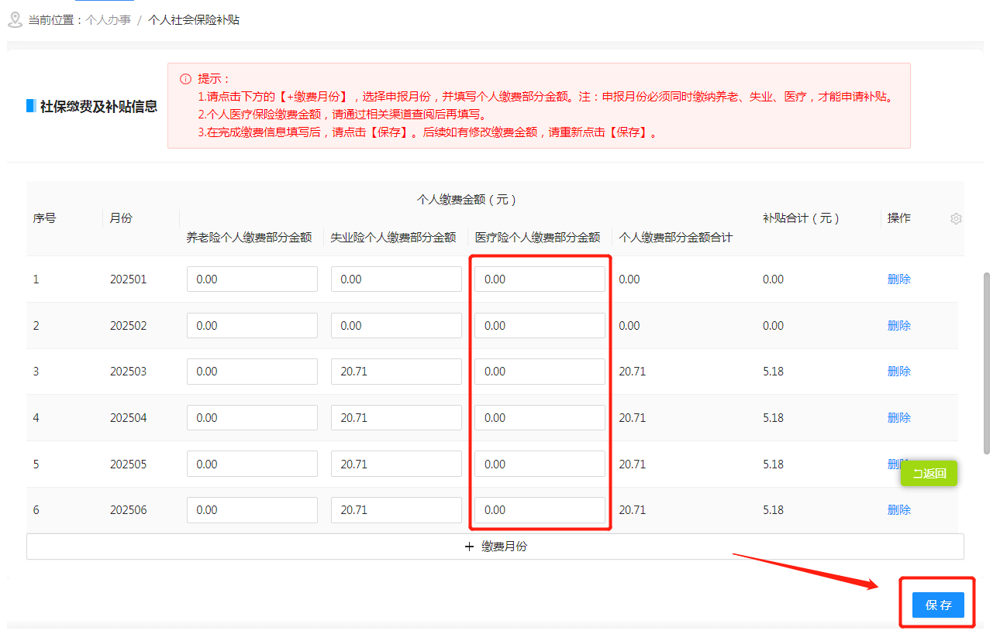 当前位置：个人办事 / 个人社会保险补贴
社保缴费及补贴信息
提示：
1.请点击下方的【+缴费月份】，选择申报月份，并填写个人缴费部分金额。注：申报月份必须同时缴纳养老、失业、医疗，才能申请补贴。
2.个人医疗保险缴费金额，请通过相关渠道查阅后再填写。
3.在完成缴费信息填写后，请点击【保存】。后续如有修改缴费金额，请重新点击【保存】。
个人缴费金额（元）
序号 月份 补贴合计（元） 操作
养老险个人缴费部分金额 失业险个人缴费部分金额 医疗险个人缴费部分金额 个人缴费部分金额合计
1 202501 0.00 0.00 0.00 0.00 0.00 删除
2 202502 0.00 0.00 0.00 0.00 0.00 删除
3 202503 0.00 20.71 0.00 20.71 5.18 删除
4 202504 0.00 20.71 0.00 20.71 5.18 删除
5 202505 0.00 20.71 0.00 20.71 5.18 删
返回
6 202506 0.00 20.71 0.00 20.71 5.18 删除
+ 缴费月份
保存